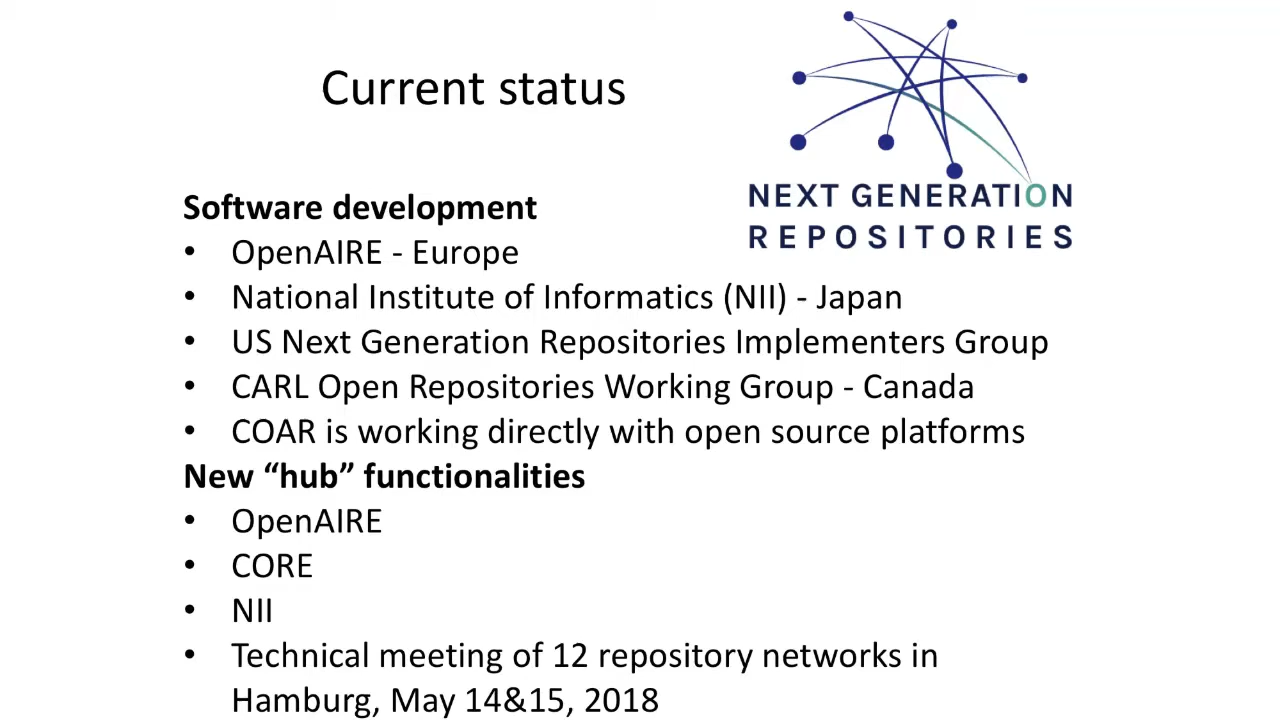 Current status
NEXT GENERATION
REPOSITORIES
Software development
• OpenAIRE - Europe
• National Institute of Informatics (NII) - Japan
• US Next Generation Repositories Implementers Group
• CARL Open Repositories Working Group - Canada
• COAR is working directly with open source platforms
New “hub” functionalities
• OpenAIRE
• CORE
• NII
• Technical meeting of 12 repository networks in
Hamburg, May 14&15, 2018